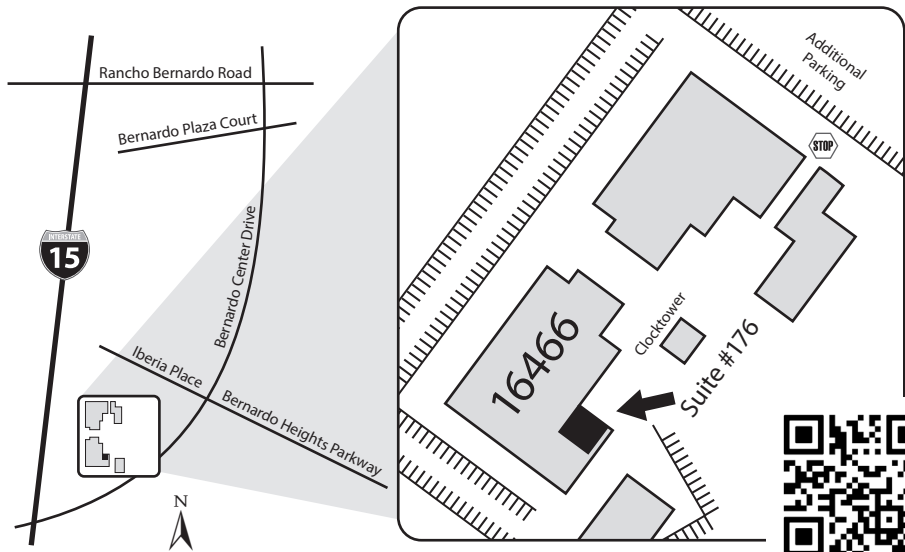 Rancho Bernardo Road
Bernardo Plaza Court
INTERSTATE
15
Bernardo Center Drive
Iberia Place
Bernardo Heights Parkway
N
Additional
Parking
STOP
16466
Clocktower
Suite #176